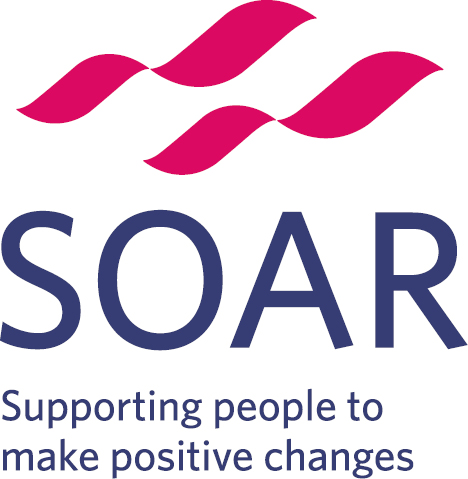 SOAR
Supporting people to
make positive changes